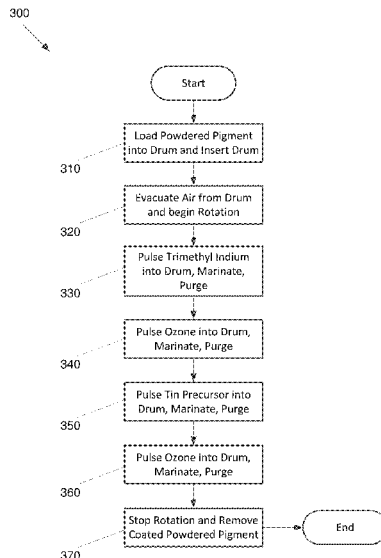 300
Start
Load Powdered Pigment
into Drum and Insert Drum
310
Evacuate Air from Drum
and begin Rotation
320
Pulse Trimethyl Indium
into Drum, Marinate,
Purge
330
Pulse Ozone into Drum,
Marinate, Purge
340
Pulse Tin Precursor into
Drum, Marinate, Purge
350
Pulse Ozone into Drum,
Marinate, Purge
360
Stop Rotation and Remove
Coated Powdered Pigment
End
370